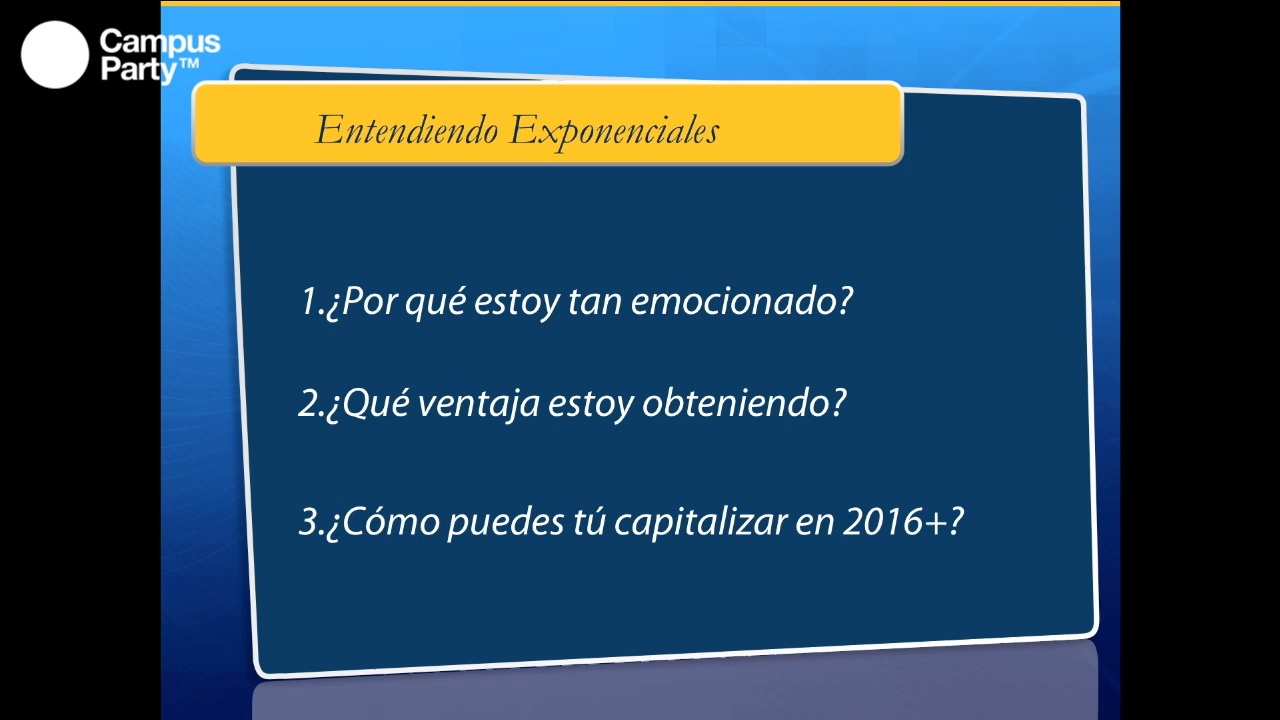 Campus
Party™
Entendiendo Exponenciales
1.¿Por qué estoy tan emocionado?
2.¿Qué ventaja estoy obteniendo?
3.¿Cómo puedes tú capitalizar en 2016+?